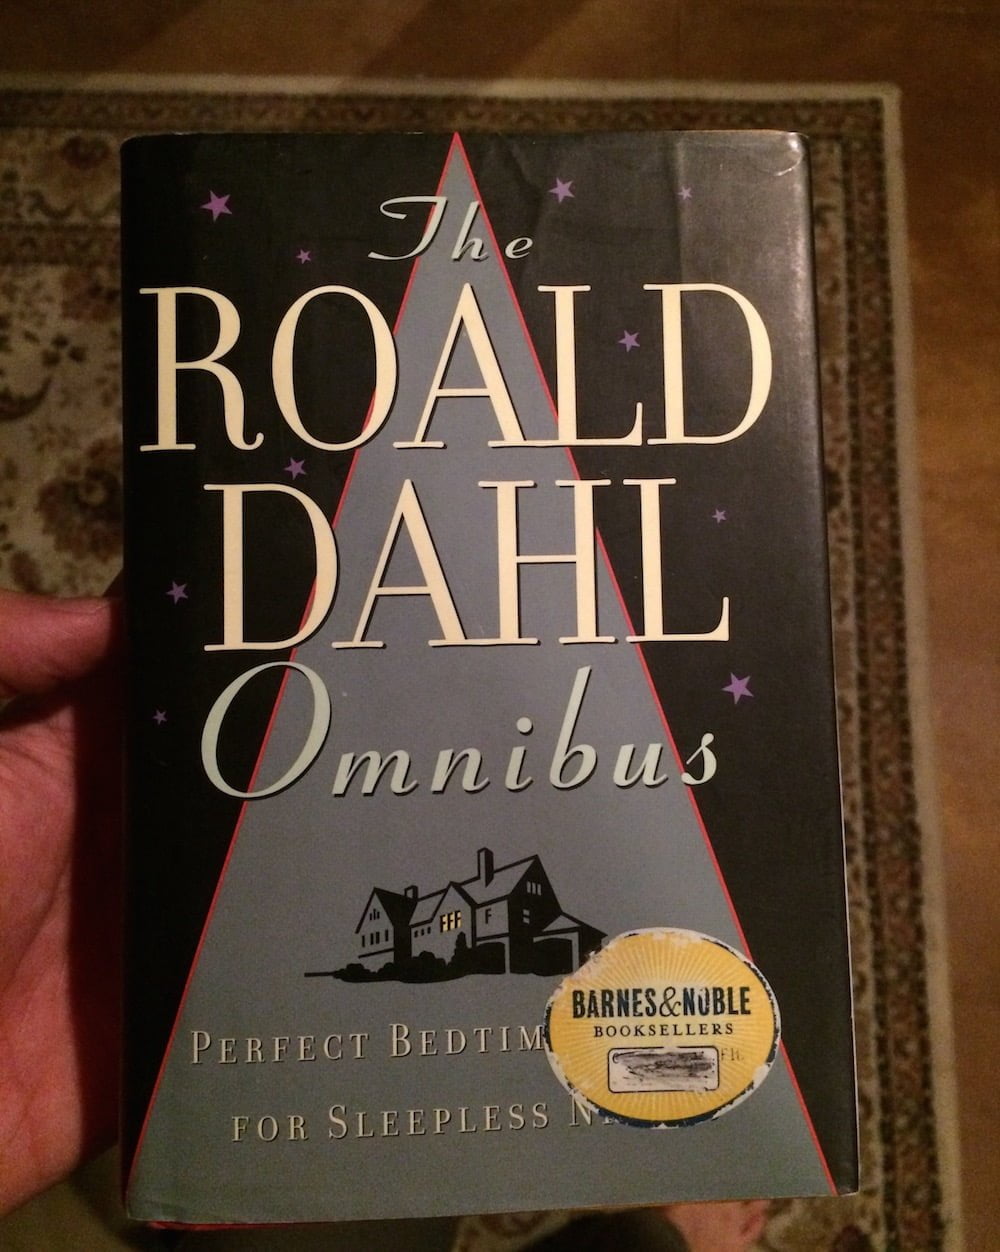 The
ROALD
DAHL
Omnibus
PERFECT BEDTIM
FOR SLEEPLESS N
BARNES&NOBLE
BOOKSELLERS